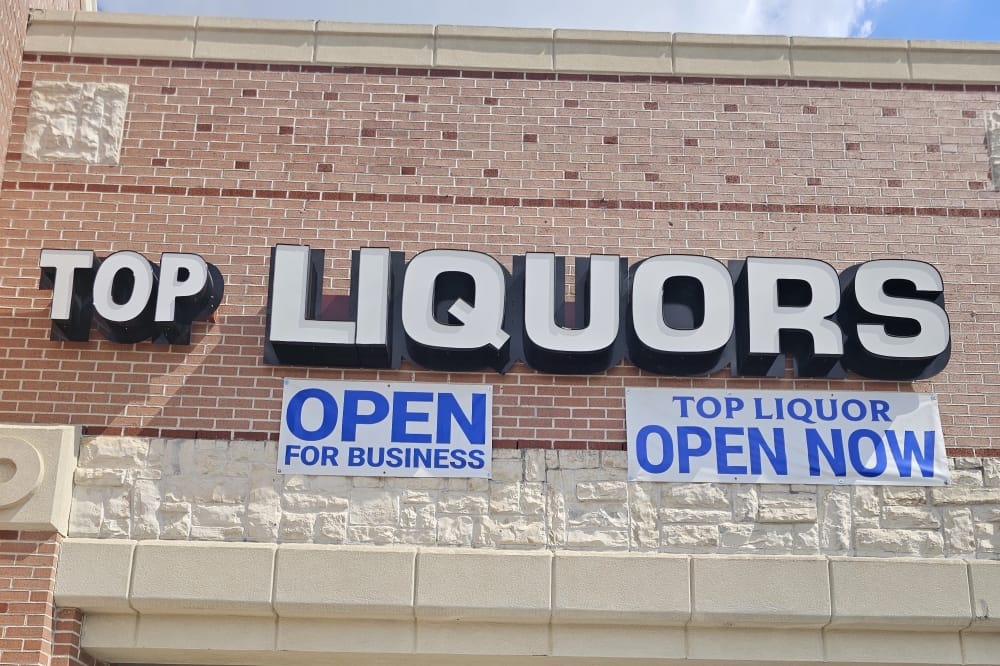 TOP LIQUORS
OPEN
FOR BUSINESS
TOP LIQUOR
OPEN NOW